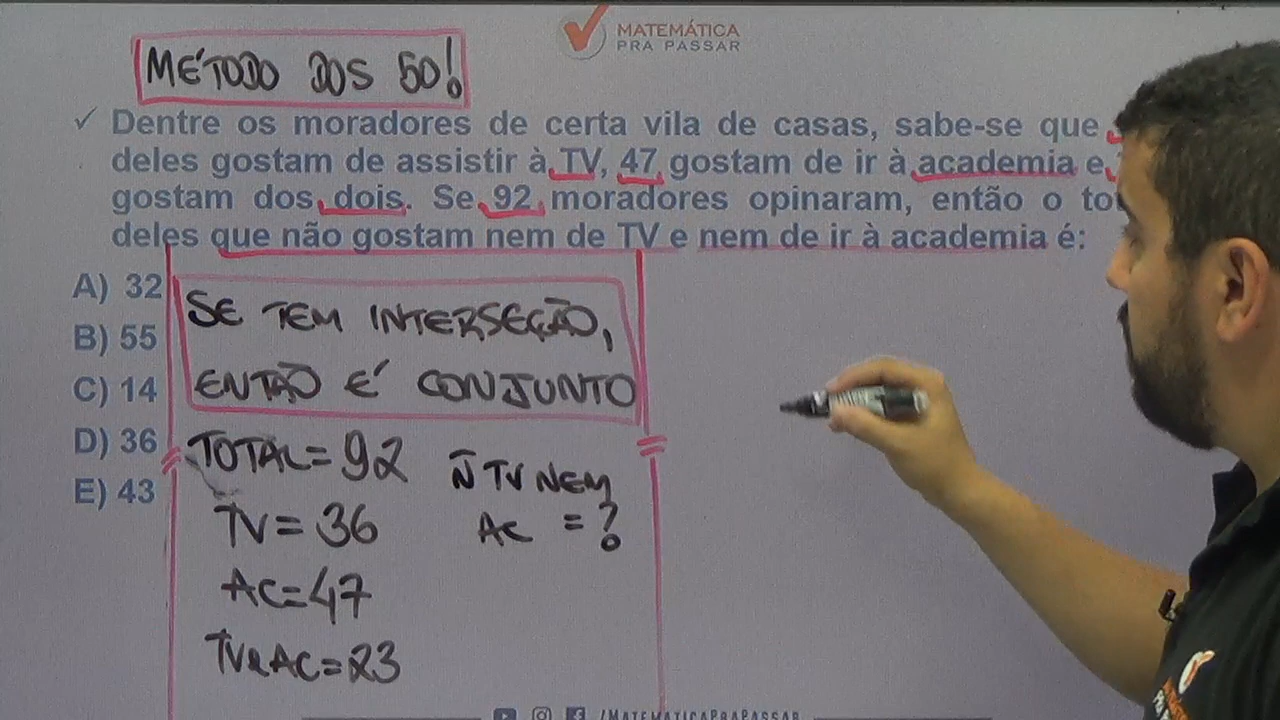 MATEMÁTICA
PRA PASSAR
MÉTODO DOS 50!
✓ Dentre os moradores de certa vila de casas, sabe-se que
deles gostam de assistir à TV, 47 gostam de ir à academia e
gostam dos dois. Se 92 moradores opinaram, então o
deles que não gostam nem de TV e nem de ir à academia é:
A) 32
B) 55
C) 14
D) 36
E) 43
SE TEM INTERSEÇÃO,
ENTÃO É CONJUNTO
TOTAL = 92
TV = 36
AC = 47
TV e AC = 23
Ñ TV NEM
AC = ?
/MATEMATICAPRAPASSAR